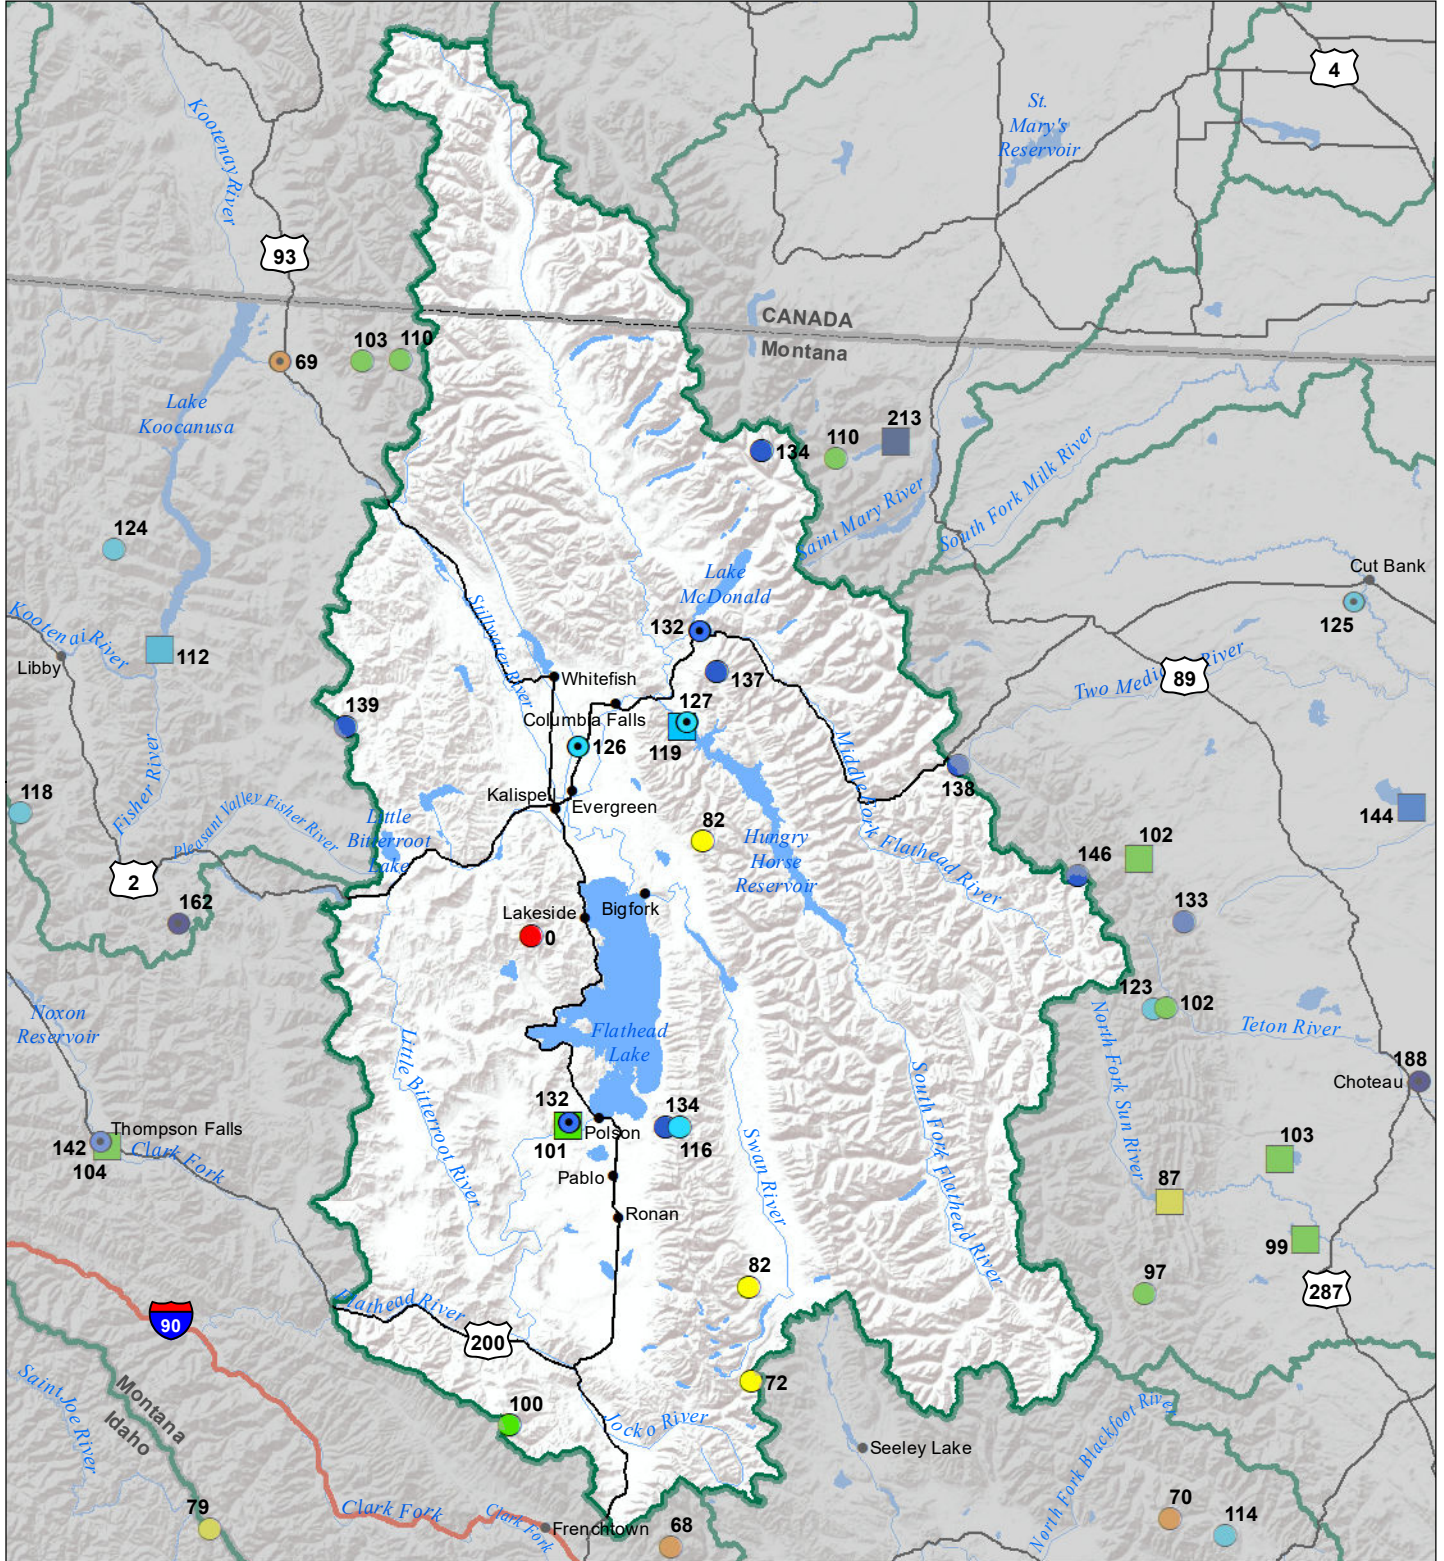 4
St.
Mary's
Reservoir
Kootenay River
93
CANADA
Montana
103
110
69
Lake
Koocanusa
213
110
134
South Fork Milk River
Saint Mary River
124
Cut Bank
125
Lake
McDonald
Kootenai River
Libby
112
Stillwater River
132
137
Whitefish
Two Medicine River
89
127
Columbia Falls
119
126
139
Middle Fork Flathead River
138
Fisher River
118
Kalispell
Evergreen
Pleasant Valley Fisher River
Little
Bitterroot
Lake
82
Hungry
Horse
Reservoir
144
102
146
2
162
Lakeside
Bigfork
0
133
Noxon
Reservoir
123
102
North Fork Sun River
Teton River
Flathead
Lake
Little Bitterroot River
188
Choteau
South Fork Flathead River
132
134
Thompson Falls
142
104
Clark Fork
101
Polson
116
Swan River
103
Pablo
87
Ronan
99
82
97
287
Flathead River
90
200
72
Saint Joe River
Montana
Idaho
100
Jocko River
Seeley Lake
North Fork Blackfoot River
79
Clark Fork
Clark Fork
Frenchtown
68
70
114